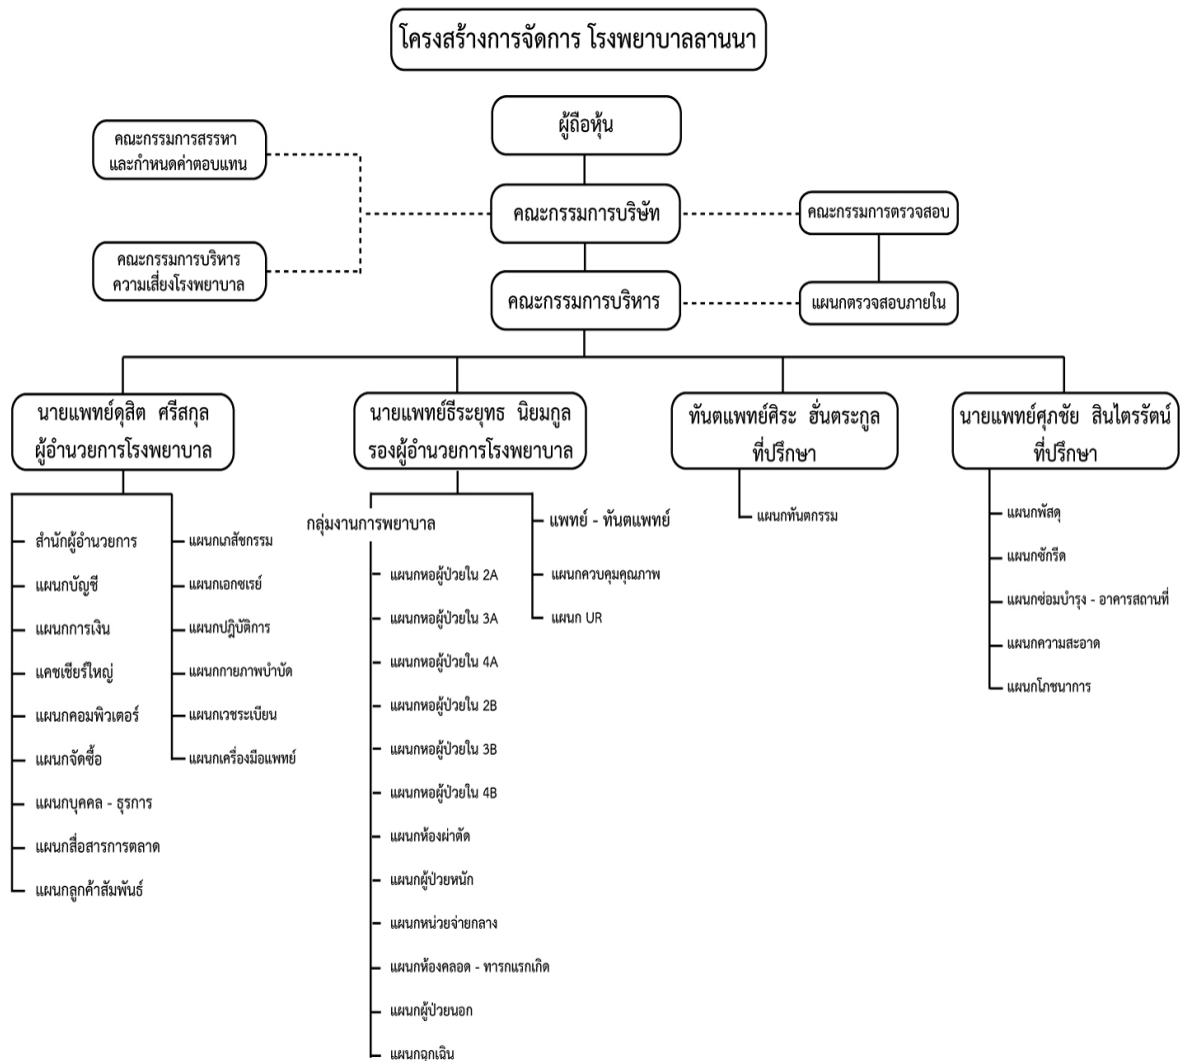 โครงสร้างการจัดการ โรงพยาบาลลานนา
ผู้ถือหุ้น
คณะกรรมการสรรหา
และกำหนดค่าตอบแทน
คณะกรรมการบริษัท
คณะกรรมการตรวจสอบ
คณะกรรมการบริหาร
ความเสี่ยงโรงพยาบาล
คณะกรรมการบริหาร
แผนกตรวจสอบภายใน
นายแพทย์ดุสิต ศรีสกุล
ผู้อำนวยการโรงพยาบาล
นายแพทย์ธีระยุทธ นิยมกูล
รองผู้อำนวยการโรงพยาบาล
ทันตแพทย์ศิระ ฮั่นตระกูล
ที่ปรึกษา
นายแพทย์ศุภชัย สินไตรรัตน์
ที่ปรึกษา
สำนักผู้อำนวยการ
แผนกบัญชี
แผนกการเงิน
แคชเชียร์ใหญ่
แผนกคอมพิวเตอร์
แผนกจัดซื้อ
แผนกบุคคล - ธุรการ
แผนกสื่อสารการตลาด
แผนกลูกค้าสัมพันธ์
แผนกเภสัชกรรม
แผนกเอกซเรย์
แผนกปฏิบัติการ
แผนกกายภาพบำบัด
แผนกเวชระเบียน
แผนกเครื่องมือแพทย์
กลุ่มงานการพยาบาล
แผนกหอผู้ป่วยใน 2A
แผนกหอผู้ป่วยใน 3A
แผนกหอผู้ป่วยใน 4A
แผนกหอผู้ป่วยใน 2B
แผนกหอผู้ป่วยใน 3B
แผนกหอผู้ป่วยใน 4B
แผนกห้องผ่าตัด
แผนกผู้ป่วยหนัก
แผนกหน่วยจ่ายกลาง
แผนกห้องคลอด - ทารกแรกเกิด
แผนกผู้ป่วยนอก
แผนกฉุกเฉิน
แพทย์ - ทันตแพทย์
แผนกควบคุมคุณภาพ
แผนก UR
แผนกทันตกรรม
แผนกพัสดุ
แผนกซักรีด
แผนกซ่อมบำรุง - อาคารสถานที่
แผนกความสะอาด
แผนกโภชนาการ